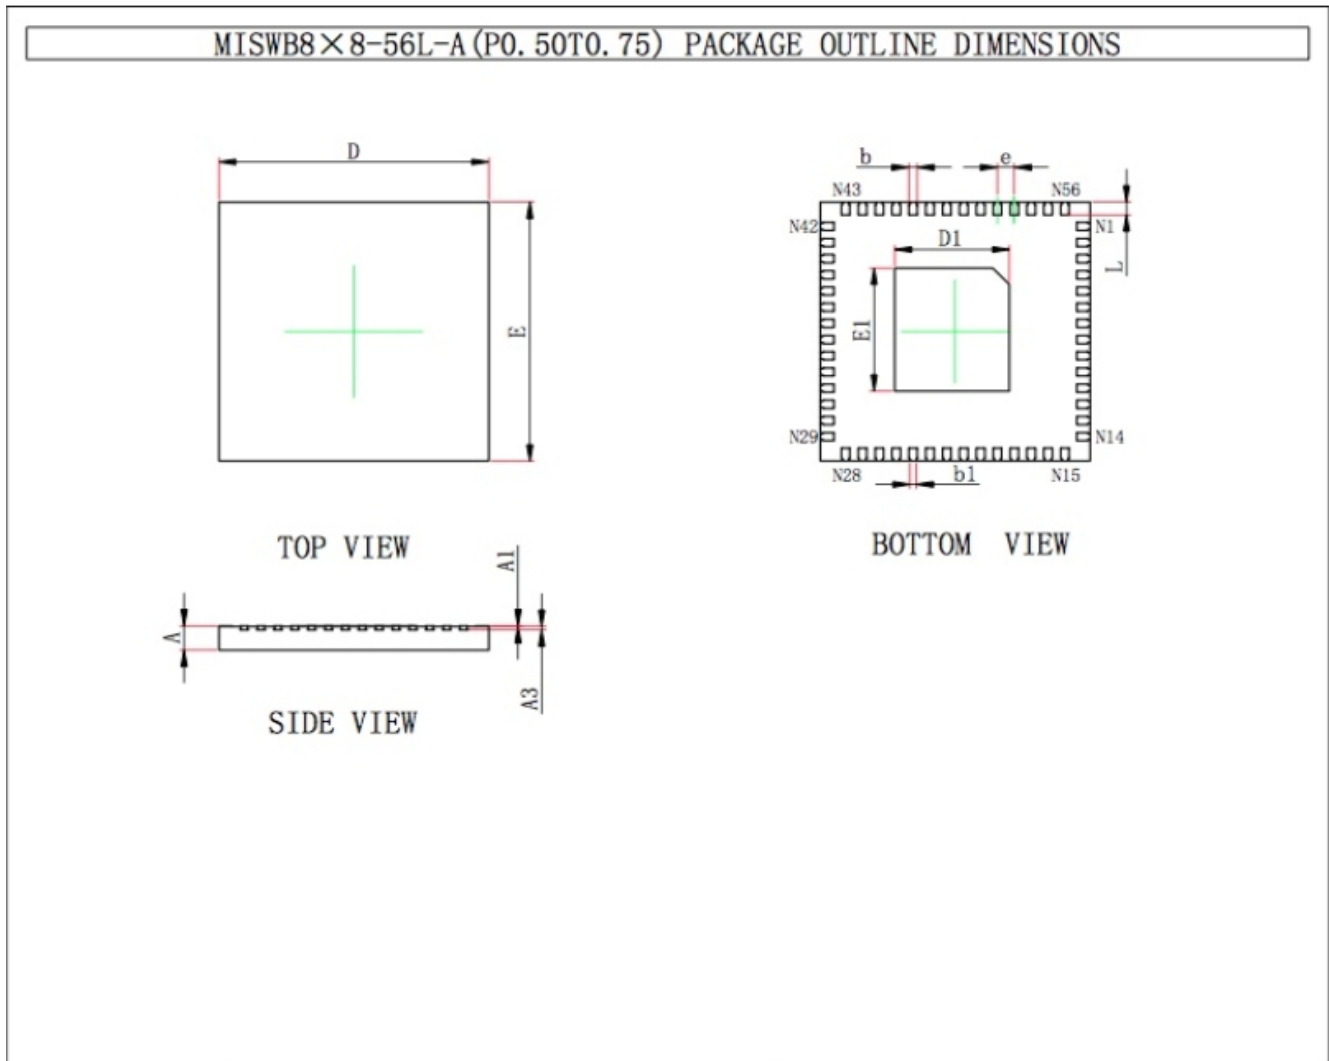 MISWB8×8-56L-A(P0.50T0.75) PACKAGE OUTLINE DIMENSIONS
D
E
TOP VIEW
b
e
N43
N56
N42
N1
D1
L
E1
N29
N14
N28
b1
N15
BOTTOM VIEW
A1
A
A3
SIDE VIEW